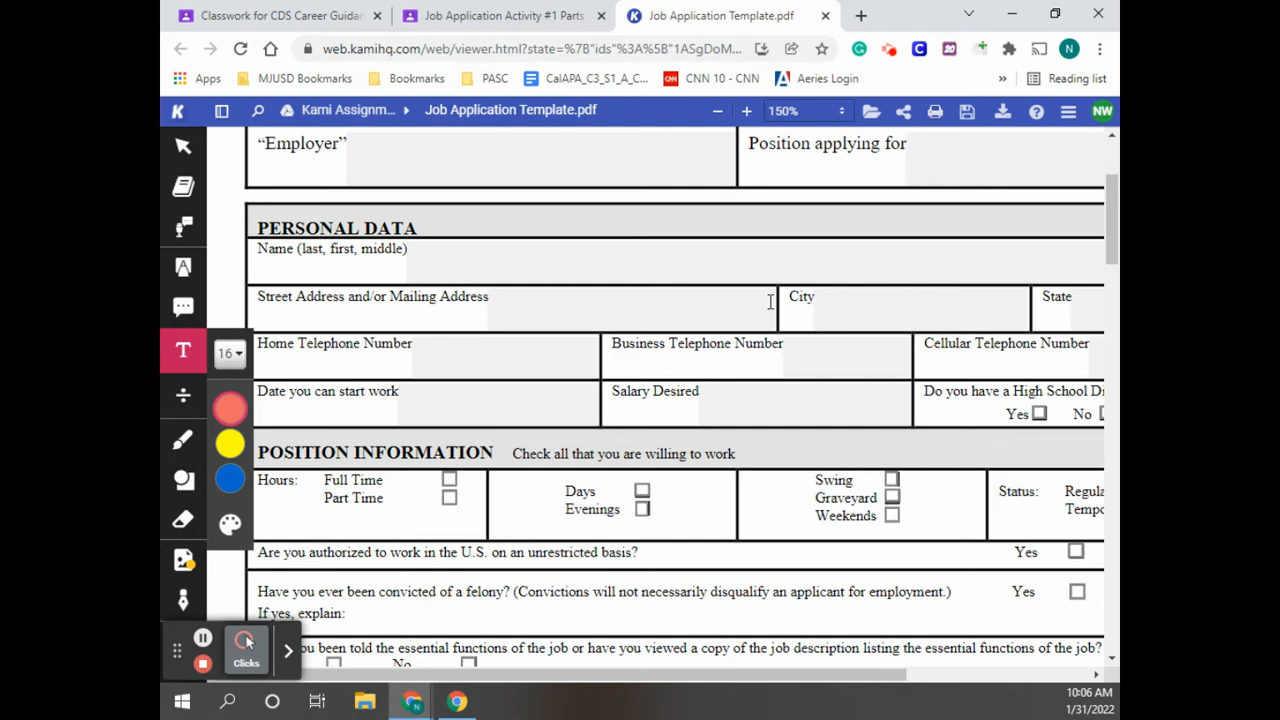 Classwork for CDS Career Guidan
Job Application Activity #1 Parts
Job Application Template.pdf
web.kamihq.com/web/viewer.html?state=%7B"ids"%3A%5B"1ASgDoM...
N
Apps
MJUSD Bookmarks
Bookmarks
PASC
CalAPA_C3_S1_A_C...
CNN 10 - CNN
Aeries Login
»
Reading list
K
Kami Assignm...
Job Application Template.pdf
150%
NW
"Employer"
Position applying for
PERSONAL DATA
Name (last, first, middle)
Street Address and/or Mailing Address
City
State
T
16
Home Telephone Number
Business Telephone Number
Cellular Telephone Number
Date you can start work
Salary Desired
Do you have a High School Di
Yes
No
POSITION INFORMATION Check all that you are willing to work
Hours: Full Time
Part Time
Days
Evenings
Swing
Graveyard
Weekends
Status: Regula
Tempo
Are you authorized to work in the U.S. on an unrestricted basis?
Yes
Have you ever been convicted of a felony? (Convictions will not necessarily disqualify an applicant for employment.)
Yes
If yes, explain:
u been told the essential functions of the job or have you viewed a copy of the job description listing the essential functions of the job?
No
Clicks
10:06 AM
1/31/2022